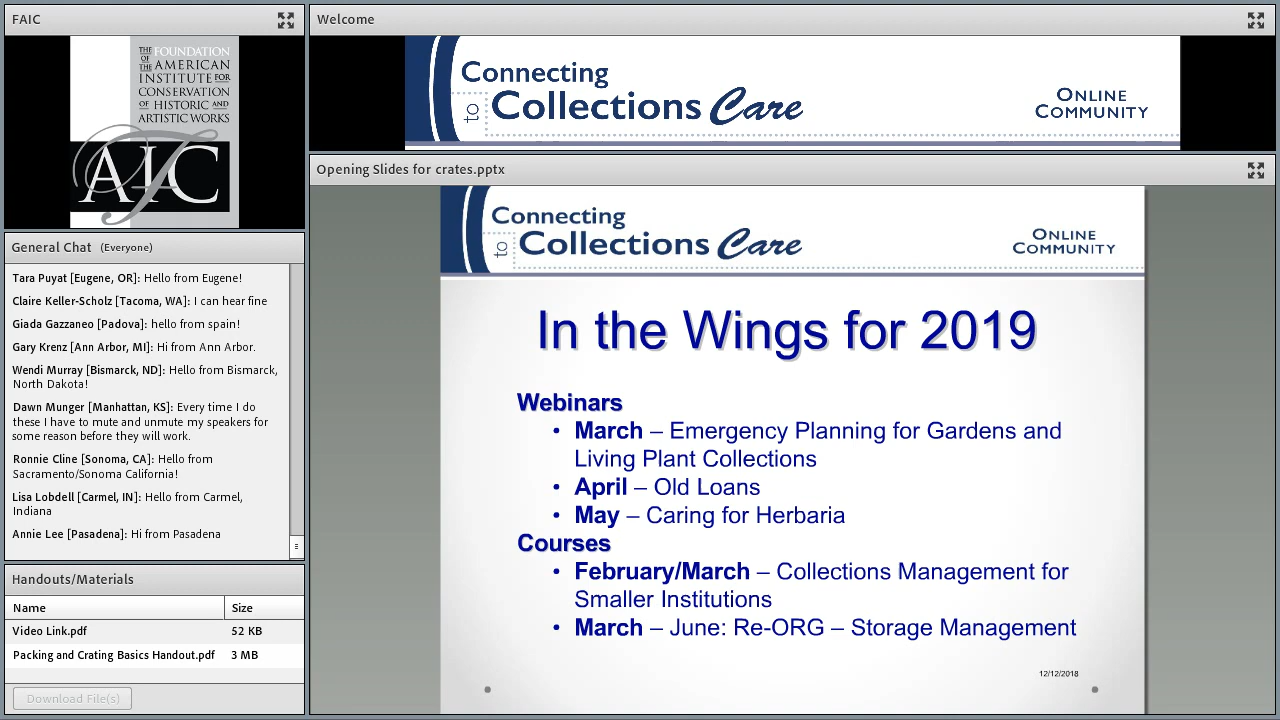 FAIC
THE FOUNDATION
OF THE AMERICAN
INSTITUTE FOR
CONSERVATION
OF HISTORIC AND
ARTISTIC WORKS
AIC
General Chat (Everyone)
Tara Puyat [Eugene, OR]: Hello from Eugene!
Claire Keller-Scholz [Tacoma, WA]: I can hear fine
Giada Gazzaneo [Padova]: hello from spain!
Gary Krenz [Ann Arbor, MI]: Hi from Ann Arbor.
Wendi Murray [Bismarck, ND]: Hello from Bismarck,
North Dakota!
Dawn Munger [Manhattan, KS]: Every time I do
these I have to mute and unmute my speakers for
some reason before they will work.
Ronnie Cline [Sonoma, CA]: Hello from
Sacramento/Sonoma California!
Lisa Lobdell [Carmel, IN]: Hello from Carmel,
Indiana
Annie Lee [Pasadena]: Hi from Pasadena
Handouts/Materials
Name Size
Video Link.pdf 52 KB
Packing and Crating Basics Handout.pdf 3 MB
Download File(s)
Welcome
Connecting
to Collections Care
ONLINE
COMMUNITY
Opening Slides for crates.pptx
Connecting
to Collections Care
ONLINE
COMMUNITY
In the Wings for 2019
Webinars
• March – Emergency Planning for Gardens and
Living Plant Collections
• April – Old Loans
• May – Caring for Herbaria
Courses
• February/March – Collections Management for
Smaller Institutions
• March – June: Re-ORG – Storage Management
12/12/2018